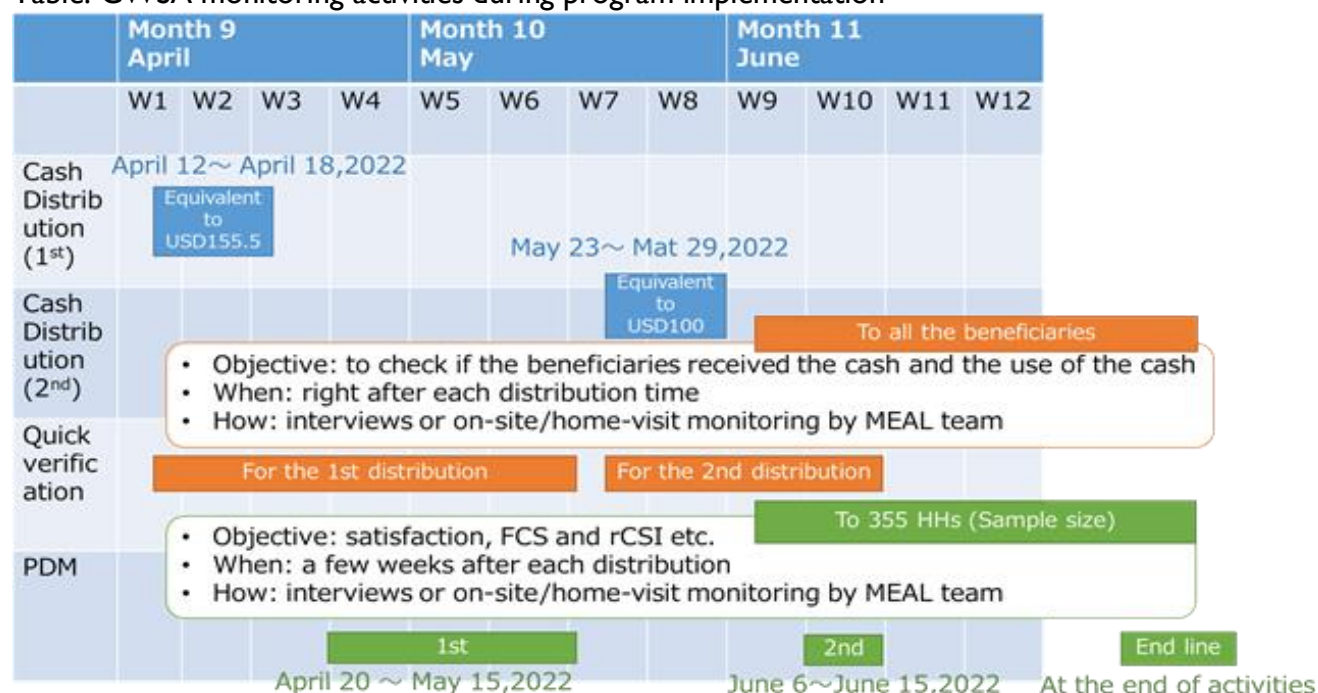 Table: GWSA monitoring activities during program implementation
Month 9 April
Month 10 May
Month 11 June
W1 W2 W3 W4 W5 W6 W7 W8 W9 W10 W11 W12
Cash
Distrib
ution
(1st)
April 12～ April 18,2022
Equivalent
to
USD155.5
May 23～ Mat 29,2022
Equivalent
to
USD100
Cash
Distrib
ution
(2nd)
To all the beneficiaries
• Objective: to check if the beneficiaries received the cash and the use of the cash
• When: right after each distribution time
• How: interviews or on-site/home-visit monitoring by MEAL team
Quick
verific
ation
For the 1st distribution
For the 2nd distribution
To 355 HHs (Sample size)
• Objective: satisfaction, FCS and rCSI etc.
• When: a few weeks after each distribution
• How: interviews or on-site/home-visit monitoring by MEAL team
PDM
1st
2nd
End line
April 20 ～ May 15,2022
June 6～June 15,2022
At the end of activities